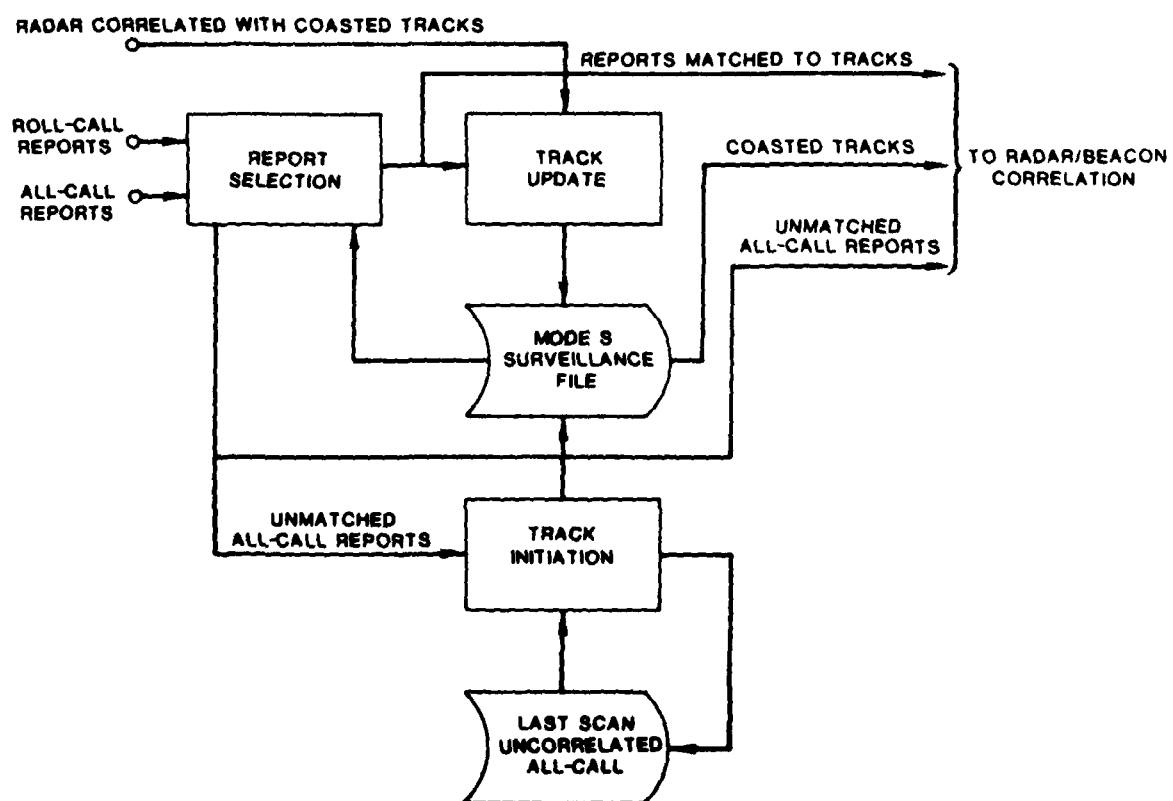 RADAR CORRELATED WITH COASTED TRACKS
REPORTS MATCHED TO TRACKS
ROLL-CALL
REPORTS
ALL-CALL
REPORTS
REPORT
SELECTION
TRACK
UPDATE
COASTED TRACKS
TO RADAR/BEACON
CORRELATION
UNMATCHED
ALL-CALL REPORTS
MODE S
SURVEILLANCE
FILE
UNMATCHED
ALL-CALL REPORTS
TRACK
INITIATION
LAST SCAN
UNCORRELATED
ALL-CALL